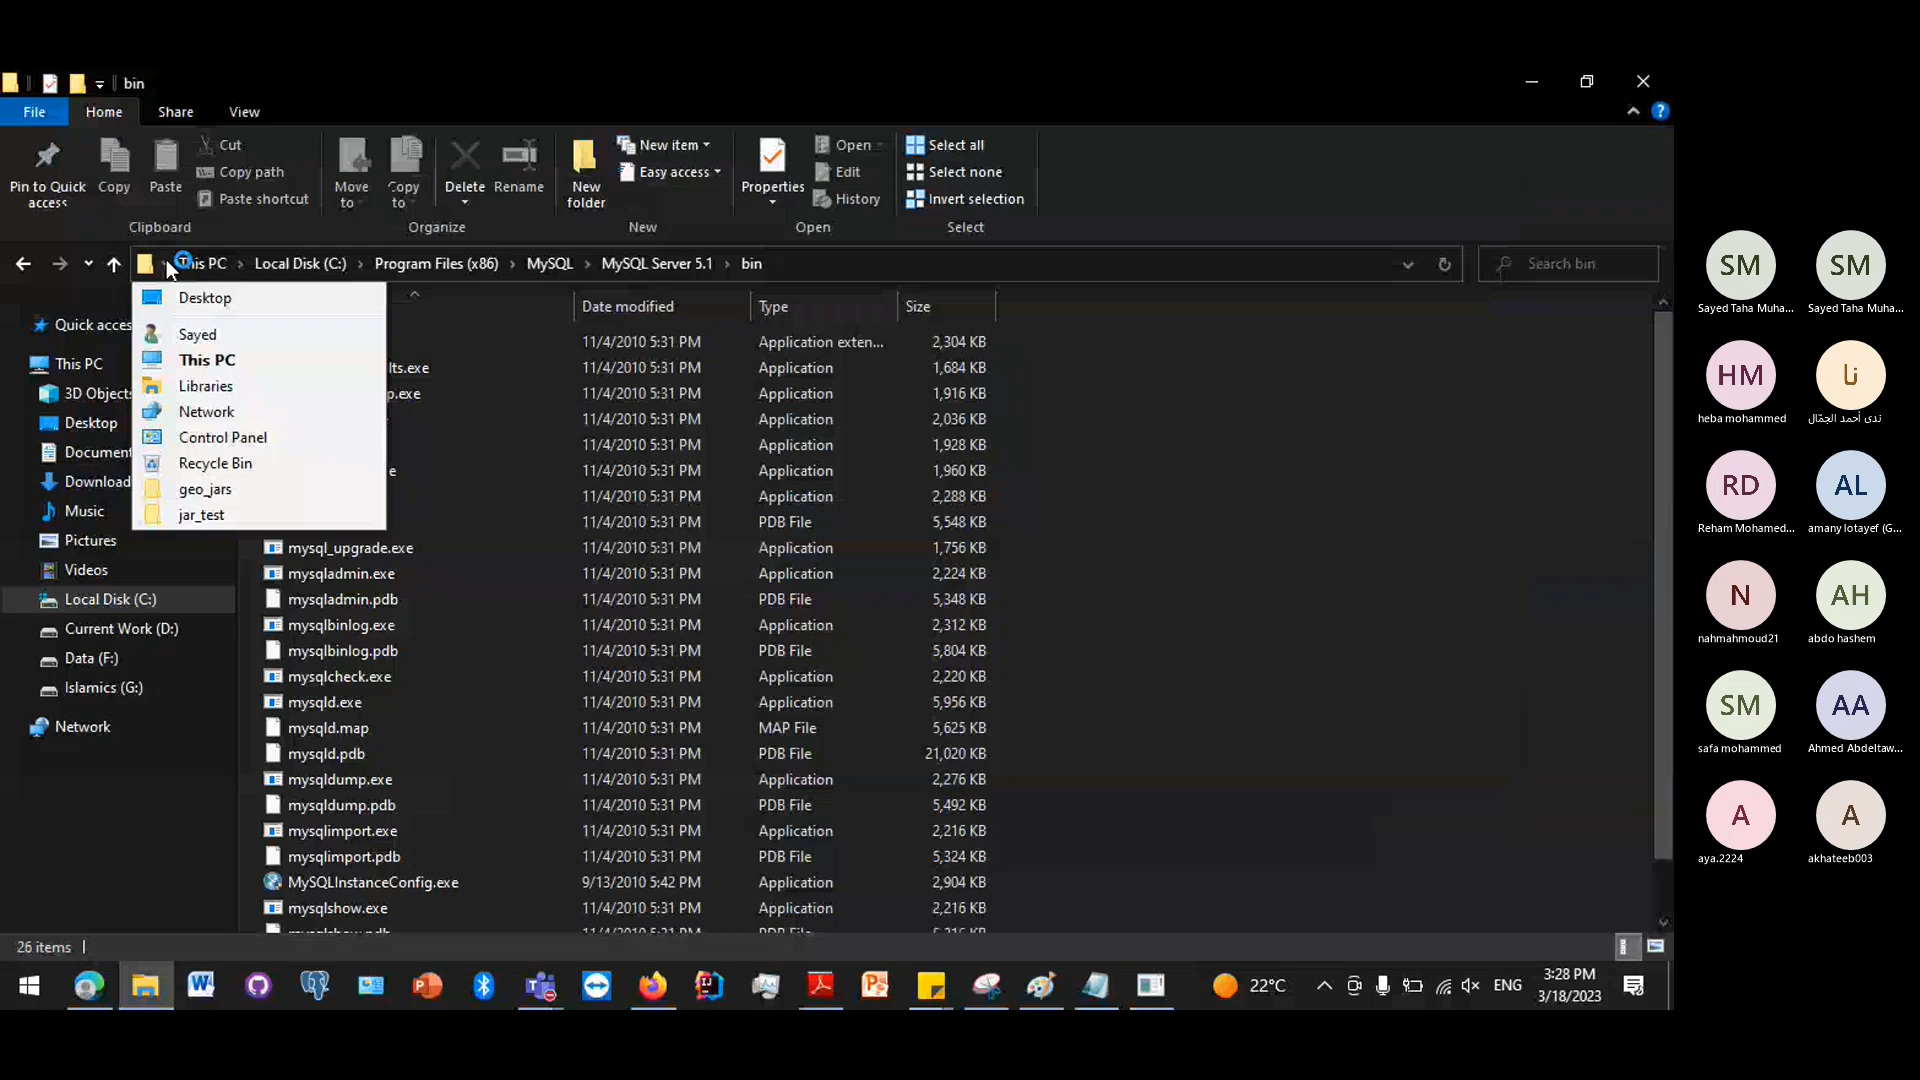 bin
File Home Share View
Pin to Quick access
Copy
Paste
Cut
Copy path
Paste shortcut
Clipboard
Move to
Copy to
Delete
Rename
Organize
New folder
New item
Easy access
New
Properties
Open
Edit
History
Open
Select all
Select none
Invert selection
Select
This PC Local Disk (C:) Program Files (x86) MySQL MySQL Server 5.1 bin
Search bin
Desktop
Sayed
This PC
Libraries
Network
Control Panel
Recycle Bin
geo_jars
jar_test
Quick acces
This PC
3D Objects
Desktop
Document
Download
Music
Pictures
Videos
Local Disk (C:)
Current Work (D:)
Data (F:)
Islamics (G:)
Network
Date modified Type Size
11/4/2010 5:31 PM Application exten... 2,304 KB
lts.exe 11/4/2010 5:31 PM Application 1,684 KB
p.exe 11/4/2010 5:31 PM Application 1,916 KB
11/4/2010 5:31 PM Application 2,036 KB
11/4/2010 5:31 PM Application 1,928 KB
e 11/4/2010 5:31 PM Application 1,960 KB
11/4/2010 5:31 PM Application 2,288 KB
11/4/2010 5:31 PM PDB File 5,548 KB
mysql_upgrade.exe 11/4/2010 5:31 PM Application 1,756 KB
mysqladmin.exe 11/4/2010 5:31 PM Application 2,224 KB
mysqladmin.pdb 11/4/2010 5:31 PM PDB File 5,348 KB
mysqlbinlog.exe 11/4/2010 5:31 PM Application 2,312 KB
mysqlbinlog.pdb 11/4/2010 5:31 PM PDB File 5,804 KB
mysqlcheck.exe 11/4/2010 5:31 PM Application 2,220 KB
mysqld.exe 11/4/2010 5:31 PM Application 5,956 KB
mysqld.map 11/4/2010 5:31 PM MAP File 5,625 KB
mysqld.pdb 11/4/2010 5:31 PM PDB File 21,020 KB
mysqldump.exe 11/4/2010 5:31 PM Application 2,276 KB
mysqldump.pdb 11/4/2010 5:31 PM PDB File 5,492 KB
mysqlimport.exe 11/4/2010 5:31 PM Application 2,216 KB
mysqlimport.pdb 11/4/2010 5:31 PM PDB File 5,324 KB
MySQLInstanceConfig.exe 9/13/2010 5:42 PM Application 2,904 KB
mysqlshow.exe 11/4/2010 5:31 PM Application 2,216 KB
26 items
22°C
ENG
3:28 PM
3/18/2023
SM SM
Sayed Taha Muha... Sayed Taha Muha...
HM نا
heba mohammed ندى أحمد الجمّال
RD AL
Reham Mohamed... amany lotayef (G...
N AH
nahmahmoud21 abdo hashem
SM AA
safa mohammed Ahmed Abdeltaw...
A A
aya.2224 akhateeb003